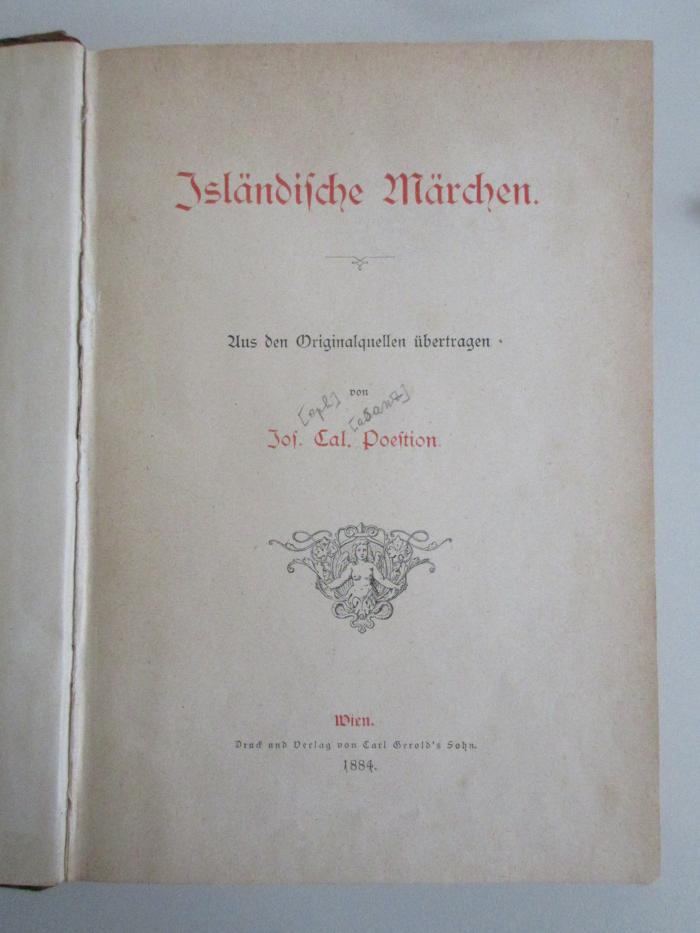 Isländische Märchen.
Aus den Originalquellen übertragen
von
[eph] [asanz]
Jos. Cal. Poestion.
Wien.
Druck und Verlag von Carl Gerold's Sohn.
1884.